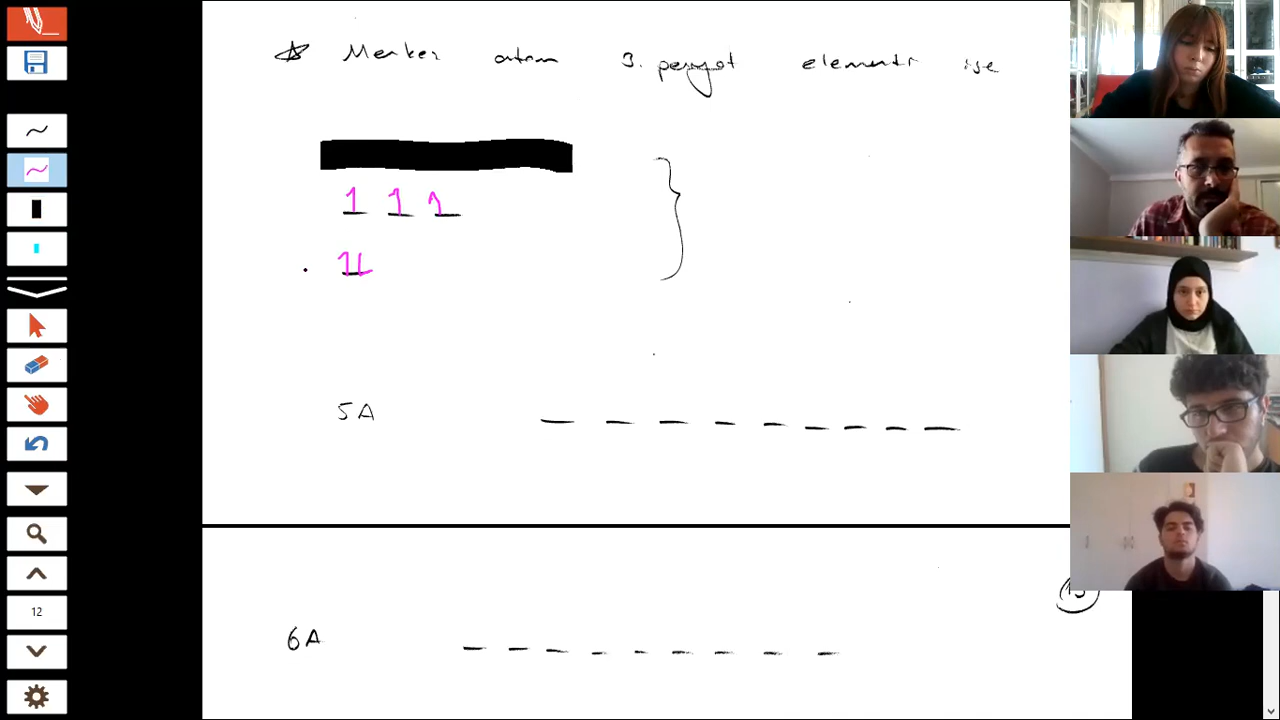 ☆ Merkez atom 3. periyot elementi ise
1 1 1
1L
5A
6A
12